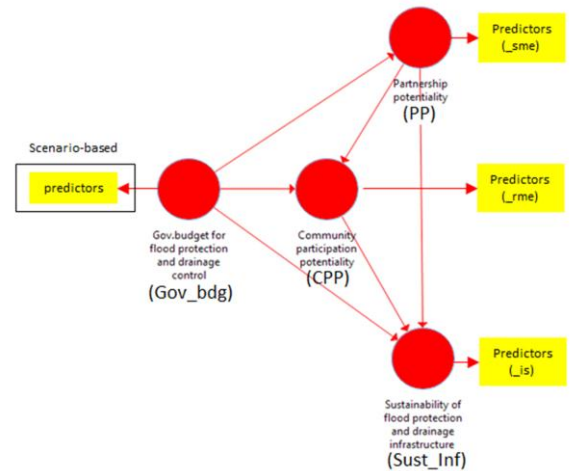 Predictors
(_sme)
Partnership
potentiality
(PP)
Scenario-based
predictors
Predictors
(_rme)
Gov.budget for
flood protection
and drainage
control
(Gov_bdg)
Community
participation
potentiality
(CPP)
Predictors
(_is)
Sustainability of
flood protection
and drainage
infrastructure
(Sust_Inf)